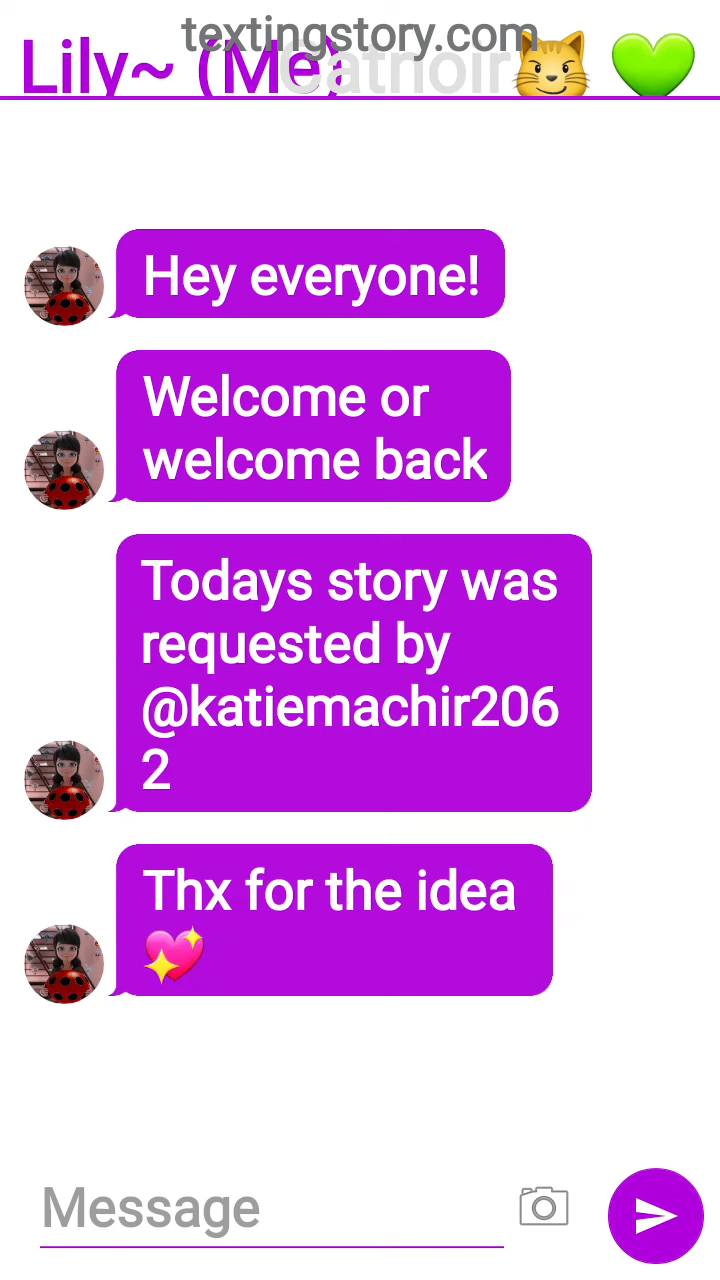 textingstory.com
Lily~ (Me) Catnoir😼 💚
Hey everyone!
Welcome or
welcome back
Todays story was
requested by
@katiemachir206
2
Thx for the idea
💖
Message